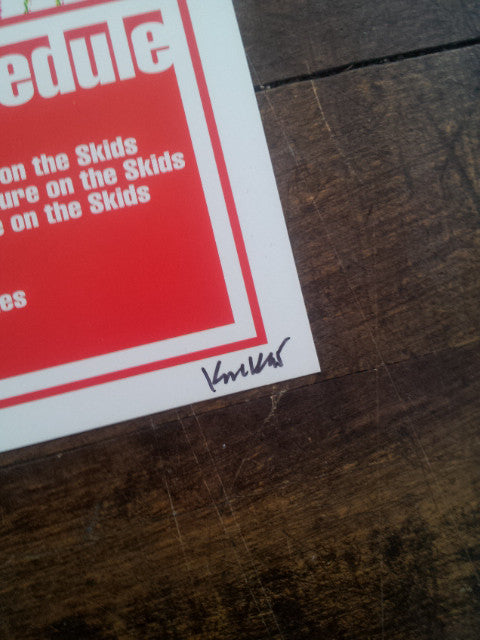 edule
on the Skids
ure on the Skids
e on the Skids
es